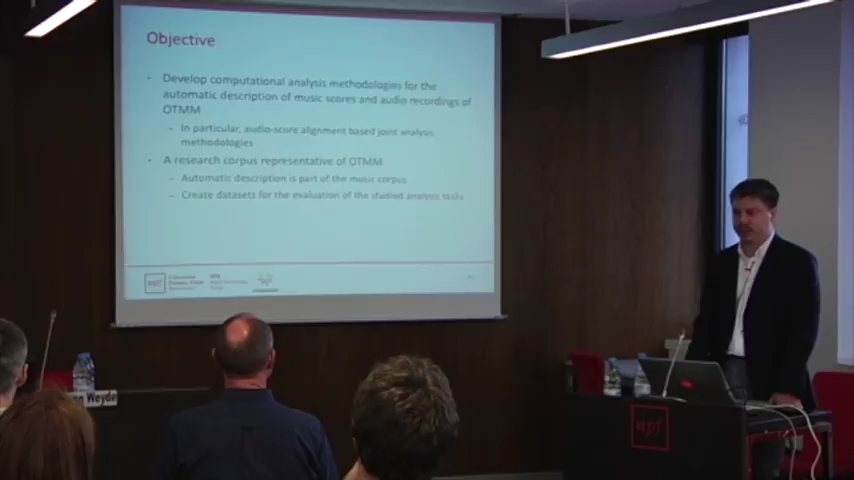 Objective
• Develop computational analysis methodologies for the
automatic description of music scores and audio recordings of
OTMM
– In particular, audio-score alignment based joint analysis
methodologies
• A research corpus representative of OTMM
– Automatic description is part of the music corpus
– Create datasets for the evaluation of the studied analysis tasks
upf
Weyde
upf